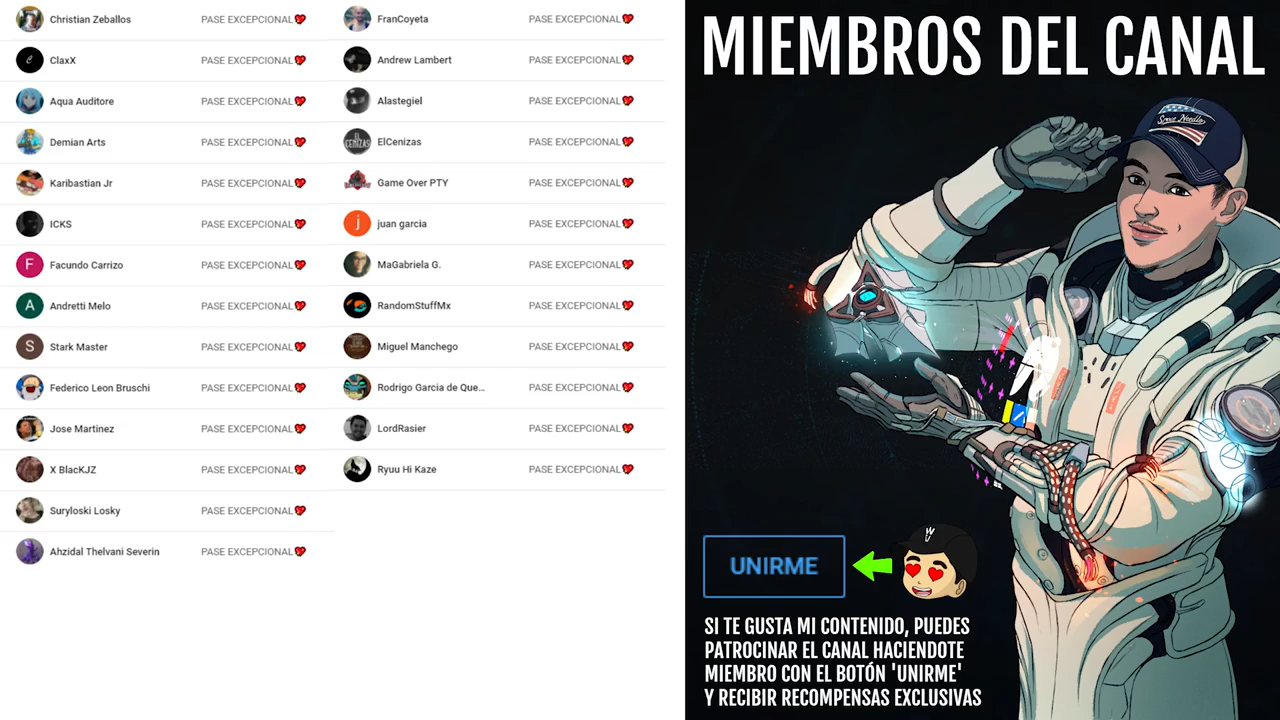 Christian Zeballos PASE EXCEPCIONAL
ClaxX PASE EXCEPCIONAL
Aqua Auditore PASE EXCEPCIONAL
Demian Arts PASE EXCEPCIONAL
Karibastian Jr PASE EXCEPCIONAL
ICKS PASE EXCEPCIONAL
F Facundo Carrizo PASE EXCEPCIONAL
A Andretti Melo PASE EXCEPCIONAL
S Stark Master PASE EXCEPCIONAL
Federico Leon Bruschi PASE EXCEPCIONAL
Jose Martinez PASE EXCEPCIONAL
X BlacKJZ PASE EXCEPCIONAL
Suryloski Losky PASE EXCEPCIONAL
Ahzidal Thelvani Severin PASE EXCEPCIONAL
FranCoyeta PASE EXCEPCIONAL
Andrew Lambert PASE EXCEPCIONAL
Alastegiel PASE EXCEPCIONAL
EL CENIZAS ElCenizas PASE EXCEPCIONAL
Game Over PTY PASE EXCEPCIONAL
j juan garcia PASE EXCEPCIONAL
MaGabriela G. PASE EXCEPCIONAL
RandomStuffMx PASE EXCEPCIONAL
Miguel Manchego PASE EXCEPCIONAL
Rodrigo Garcia de Que... PASE EXCEPCIONAL
LordRasier PASE EXCEPCIONAL
Ryuu Hi Kaze PASE EXCEPCIONAL
MIEMBROS DEL CANAL
Space Needle
UNIRME
SI TE GUSTA MI CONTENIDO, PUEDES
PATROCINAR EL CANAL HACIENDOTE
MIEMBRO CON EL BOTÓN 'UNIRME'
Y RECIBIR RECOMPENSAS EXCLUSIVAS